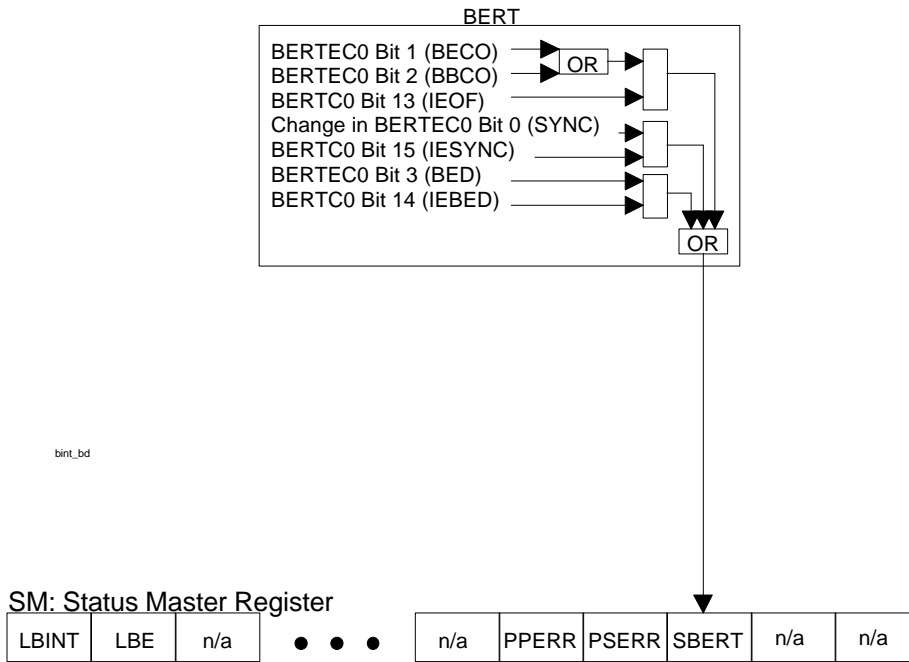 BERT
BERTEC0 Bit 1 (BECO)
BERTEC0 Bit 2 (BBCO)
OR
BERTC0 Bit 13 (IEOF)
Change in BERTEC0 Bit 0 (SYNC)
BERTC0 Bit 15 (IESYNC)
BERTEC0 Bit 3 (BED)
BERTC0 Bit 14 (IEBED)
OR
bint_bd
SM: Status Master Register
LBINT LBE n/a • • • n/a PPERR PSERR SBERT n/a n/a